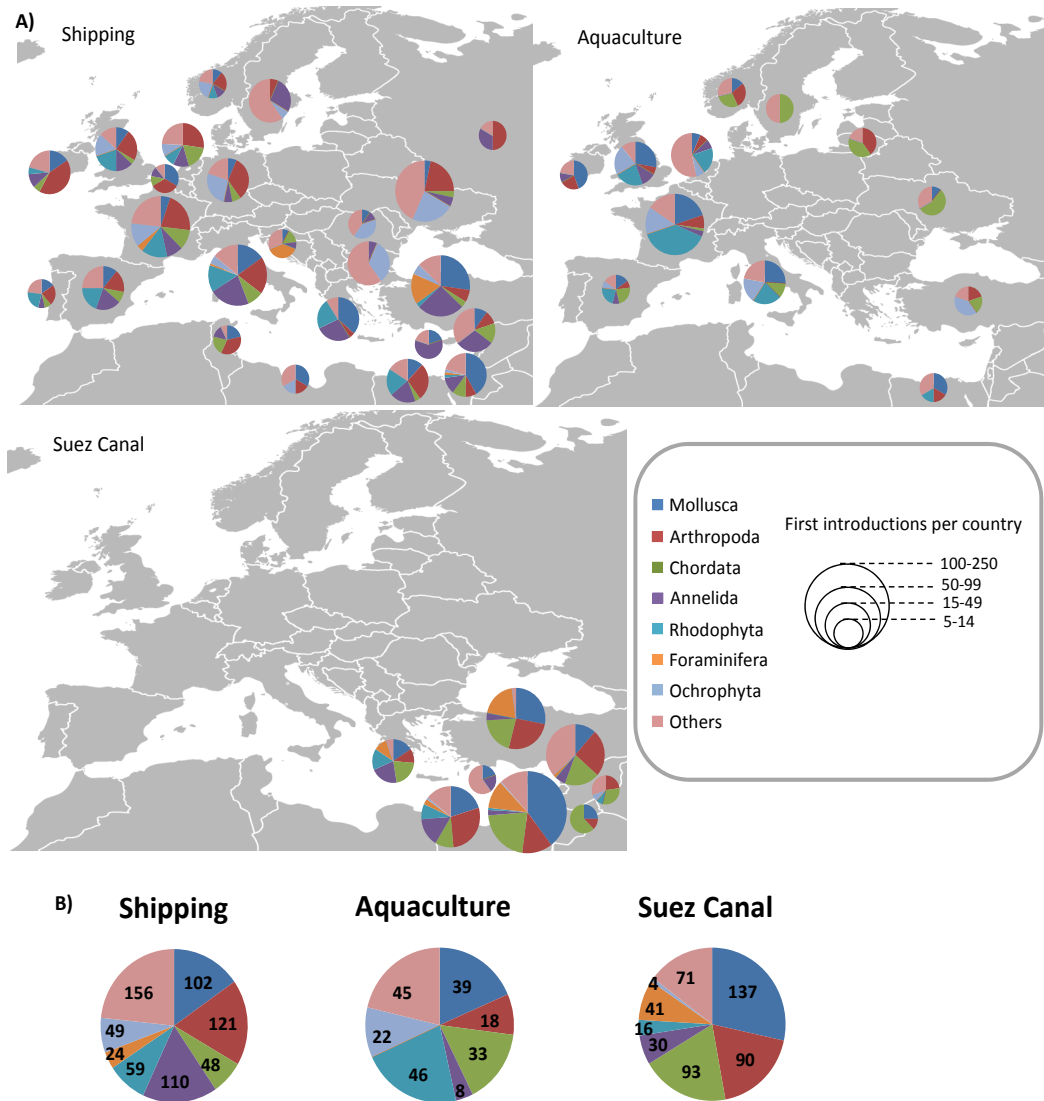 A)
Shipping
Aquaculture
Suez Canal
Mollusca
Arthropoda
Chordata
Annelida
Rhodophyta
Foraminifera
Ochrophyta
Others
First introductions per country
100-250
50-99
15-49
5-14
B)
Shipping
Aquaculture
Suez Canal
102
121
48
110
59
24
49
156
39
18
33
8
46
22
45
137
90
93
30
16
41
4
71